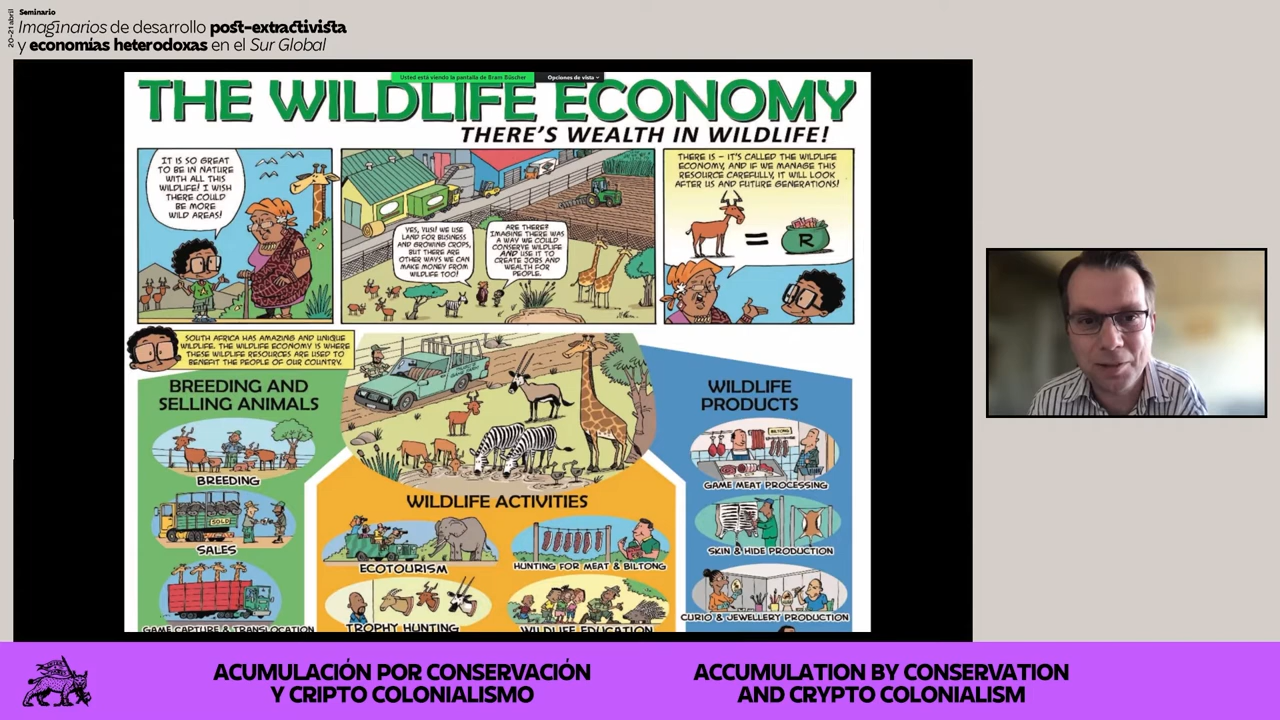 20-21 abril
Seminario
Imaginarios de desarrollo post-extractivista
y economías heterodoxas en el Sur Global
Usted está viendo la pantalla de Bram Büscher
Opciones de vista
THE WILDLIFE ECONOMY
THERE'S WEALTH IN WILDLIFE!
IT IS SO GREAT
TO BE IN NATURE
WITH ALL THIS
WILDLIFE! I WISH
THERE COULD
BE MORE
WILD AREAS!
YES, VUSI! WE USE
LAND FOR BUSINESS
AND GROWING CROPS,
BUT THERE ARE
OTHER WAYS WE CAN
MAKE MONEY FROM
WILDLIFE TOO!
ARE THERE?
IMAGINE THERE WAS
A WAY WE COULD
CONSERVE WILDLIFE
AND USE IT TO
CREATE JOBS AND
WEALTH FOR
PEOPLE.
THERE IS – IT'S CALLED THE WILDLIFE
ECONOMY, AND IF WE MANAGE THIS
RESOURCE CAREFULLY, IT WILL LOOK
AFTER US AND FUTURE GENERATIONS!
= R
SOUTH AFRICA HAS AMAZING AND UNIQUE
WILDLIFE. THE WILDLIFE ECONOMY IS WHERE
THESE WILDLIFE RESOURCES ARE USED TO
BENEFIT THE PEOPLE OF OUR COUNTRY.
BREEDING AND
SELLING ANIMALS
BREEDING
SOLD
SALES
GAME CAPTURE & TRANSLOCATION
WILDLIFE ACTIVITIES
ECOTOURISM
HUNTING FOR MEAT & BILTONG
TROPHY HUNTING
WILDLIFE EDUCATION
WILDLIFE
PRODUCTS
BILTONG
GAME MEAT PROCESSING
SKIN & HIDE PRODUCTION
CURIO & JEWELLERY PRODUCTION
ACUMULACIÓN POR CONSERVACIÓN
Y CRIPTO COLONIALISMO
ACCUMULATION BY CONSERVATION
AND CRYPTO COLONIALISM